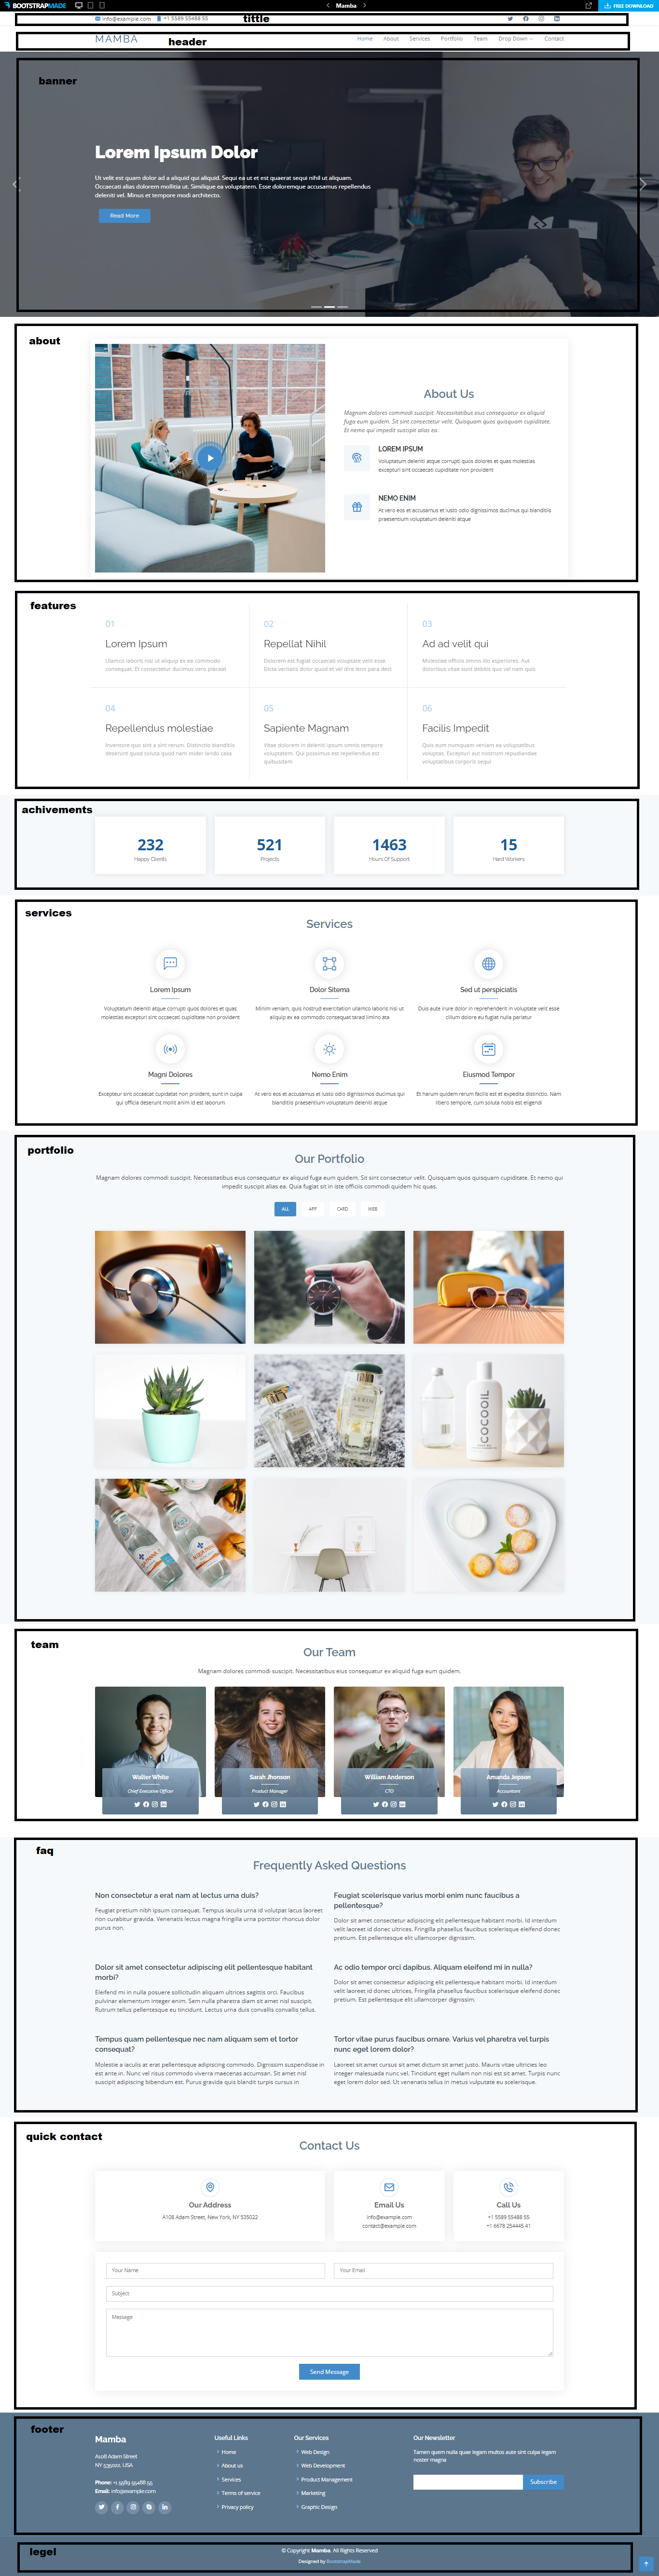 BOOTSTRAPMADE
Mamba
FREE DOWNLOAD
info@example.com +1 5589 55488 55
tittle
MAMBA
header
Home About Services Portfolio Team Drop Down Contact
banner
Lorem Ipsum Dolor
Ut velit est quam dolor ad a aliquid qui aliquid. Sequi ea ut et est quaerat sequi nihil ut aliquam.
Occaecati alias dolorem mollitia ut. Similique ea voluptatem. Esse doloremque accusamus repellendus
deleniti vel. Minus et tempore modi architecto.
Read More
about
About Us
Magnam dolores commodi suscipit. Necessitatibus eius consequatur ex aliquid
fuga eum quidem. Sit sint consectetur velit. Quisquam quos quisquam cupiditate.
Et nemo qui impedit suscipit alias ea.
LOREM IPSUM
Voluptatum deleniti atque corrupti quos dolores et quas molestias
excepturi sint occaecati cupiditate non provident
NEMO ENIM
At vero eos et accusamus et iusto odio dignissimos ducimus qui blanditiis
praesentium voluptatum deleniti atque
features
01
Lorem Ipsum
Ulamco laboris nisi ut aliquip ex ea commodo
consequat. Et consectetur ducimus vero placeat
02
Repellat Nihil
Dolorem est fugiat occaecati voluptate velit esse.
Dicta veritatis dolor quod et vel dire leno para dest
03
Ad ad velit qui
Molestiae officiis omnis illo asperiores. Aut
doloribus vitae sunt debitis quo vel nam quis
04
Repellendus molestiae
Inventore quo sint a sint rerum. Distinctio blanditiis
deserunt quod soluta quod nam mider lando casa
05
Sapiente Magnam
Vitae dolorem in deleniti ipsum omnis tempore
voluptatem. Qui possimus est repellendus est
quibusdam
06
Facilis Impedit
Quis eum numquam veniam ea voluptatibus
voluptas. Excepturi aut nostrum repudiandae
voluptatibus corporis sequi
achivements
232
Happy Clients
521
Projects
1463
Hours Of Support
15
Hard Workers
services
Services
Lorem Ipsum
Voluptatum deleniti atque corrupti quos dolores et quas
molestias excepturi sint occaecati cupiditate non provident
Dolor Sitema
Minim veniam, quis nostrud exercitation ullamco laboris nisi ut
aliquip ex ea commodo consequat tarad limino ata
Sed ut perspiciatis
Duis aute irure dolor in reprehenderit in voluptate velit esse
cillum dolore eu fugiat nulla pariatur
Magni Dolores
Excepteur sint occaecat cupidatat non proident, sunt in culpa
qui officia deserunt mollit anim id est laborum
Nemo Enim
At vero eos et accusamus et iusto odio dignissimos ducimus qui
blanditiis praesentium voluptatum deleniti atque
Eiusmod Tempor
Et harum quidem rerum facilis est et expedita distinctio. Nam
libero tempore, cum soluta nobis est eligendi
portfolio
Our Portfolio
Magnam dolores commodi suscipit. Necessitatibus eius consequatur ex aliquid fuga eum quidem. Sit sint consectetur velit. Quisquam quos quisquam cupiditate. Et nemo qui
impedit suscipit alias ea. Quia fugiat sit in iste officiis commodi quidem hic quas.
ALL APP CARD WEB
COCOOIL
team
Our Team
Magnam dolores commodi suscipit. Necessitatibus eius consequatur ex aliquid fuga eum quidem.
Walter White
Chief Executive Officer
Sarah Jhonson
Product Manager
William Anderson
CTO
Amanda Jepson
Accountant
faq
Frequently Asked Questions
Non consectetur a erat nam at lectus urna duis?
Feugiat pretium nibh ipsum consequat. Tempus iaculis urna id volutpat lacus laoreet
non curabitur gravida. Venenatis lectus magna fringilla urna porttitor rhoncus dolor
purus non.
Feugiat scelerisque varius morbi enim nunc faucibus a
pellentesque?
Dolor sit amet consectetur adipiscing elit pellentesque habitant morbi. Id interdum
velit laoreet id donec ultrices. Fringilla phasellus faucibus scelerisque eleifend donec
pretium. Est pellentesque elit ullamcorper dignissim.
Dolor sit amet consectetur adipiscing elit pellentesque habitant
morbi?
Eleifend mi in nulla posuere sollicitudin aliquam ultrices sagittis orci. Faucibus
pulvinar elementum integer enim. Sem nulla pharetra diam sit amet nisl suscipit.
Rutrum tellus pellentesque eu tincidunt. Lectus urna duis convallis convallis tellus.
Ac odio tempor orci dapibus. Aliquam eleifend mi in nulla?
Dolor sit amet consectetur adipiscing elit pellentesque habitant morbi. Id interdum
velit laoreet id donec ultrices. Fringilla phasellus faucibus scelerisque eleifend donec
pretium. Est pellentesque elit ullamcorper dignissim.
Tempus quam pellentesque nec nam aliquam sem et tortor
consequat?
Molestie a iaculis at erat pellentesque adipiscing commodo. Dignissim suspendisse in
est ante in. Nunc vel risus commodo viverra maecenas accumsan. Sit amet nisl
suscipit adipiscing bibendum est. Purus gravida quis blandit turpis cursus in
Tortor vitae purus faucibus ornare. Varius vel pharetra vel turpis
nunc eget lorem dolor?
Laoreet sit amet cursus sit amet dictum sit amet justo. Mauris vitae ultricies leo
integer malesuada nunc vel. Tincidunt eget nullam non nisi est sit amet. Turpis nunc
eget lorem dolor sed. Ut venenatis tellus in metus vulputate eu scelerisque.
quick contact
Contact Us
Our Address
A108 Adam Street, New York, NY 535022
Email Us
info@example.com
contact@example.com
Call Us
+1 5589 55488 55
+1 6678 254445 41
Your Name
Your Email
Subject
Message
Send Message
footer
Mamba
A108 Adam Street
NY 535022, USA
Phone: +1 5589 55488 55
Email: info@example.com
Useful Links
Home
About us
Services
Terms of service
Privacy policy
Our Services
Web Design
Web Development
Product Management
Marketing
Graphic Design
Our Newsletter
Tamen quem nulla quae legam multos aute sint culpa legam
noster magna
Subscribe
legel
© Copyright Mamba. All Rights Reserved
Designed by BootstrapMade